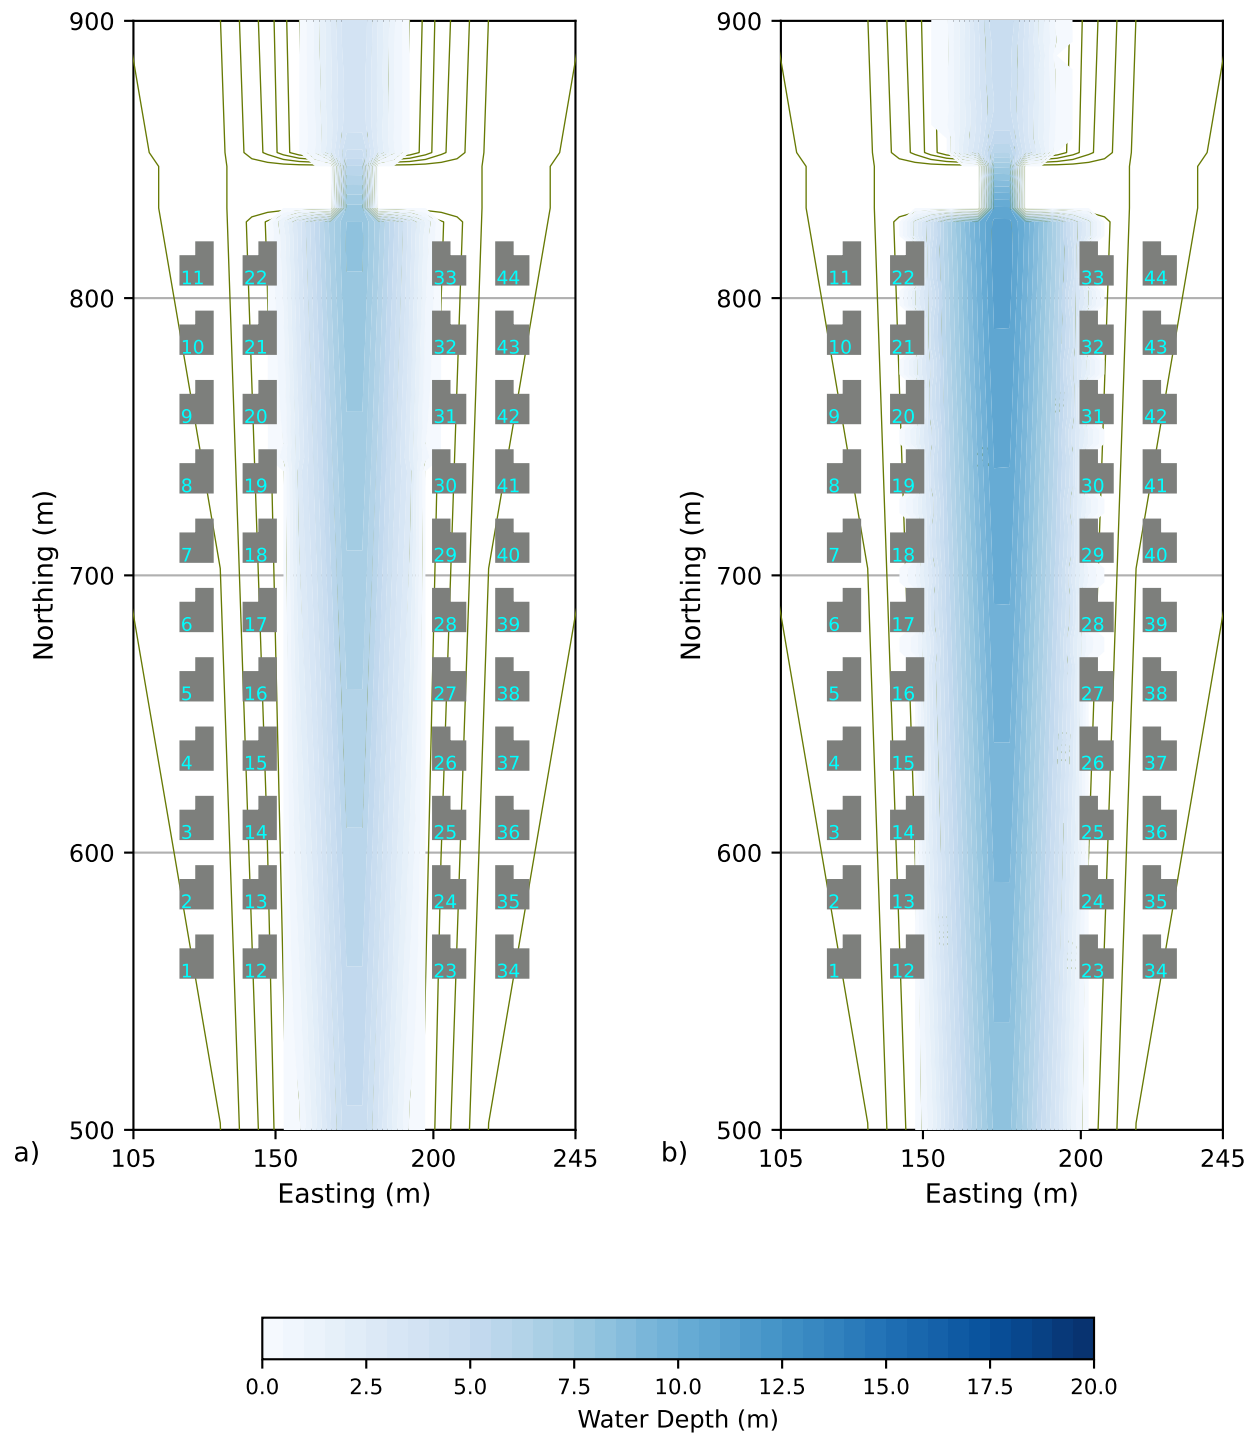 900
900
11 22 33 44
11 22 33 44
800
800
10 21 32 43
10 21 32 43
9 20 31 42
9 20 31 42
8 19 30 41
8 19 30 41
Northing (m)
Northing (m)
7 18 29 40
7 18 29 40
700
700
6 17 28 39
6 17 28 39
5 16 27 38
5 16 27 38
4 15 26 37
4 15 26 37
3 14 25 36
3 14 25 36
600
600
2 13 24 35
2 13 24 35
1 12 23 34
1 12 23 34
500
500
a)
b)
105 150 200 245
105 150 200 245
Easting (m)
Easting (m)
0.0 2.5 5.0 7.5 10.0 12.5 15.0 17.5 20.0
Water Depth (m)